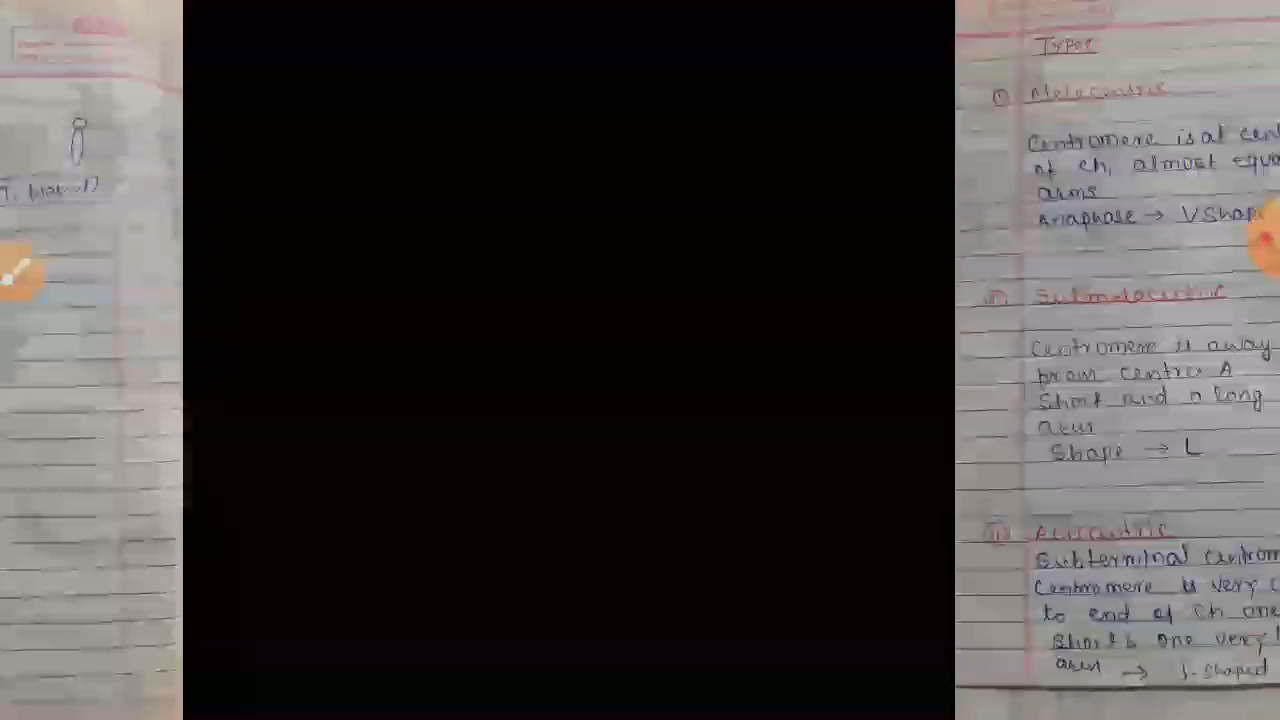 Types
Metacentric
Centromere is at cent
of ch, almost equa
arms
Anaphase → V Shap
Submetacentric
Centromere is away
from centre A
Short and a long
arm
Shape → L
Acrocentric
Subterminal centrom
Centromere is very c
to end of ch one
Short & one very l
arm → J-shaped